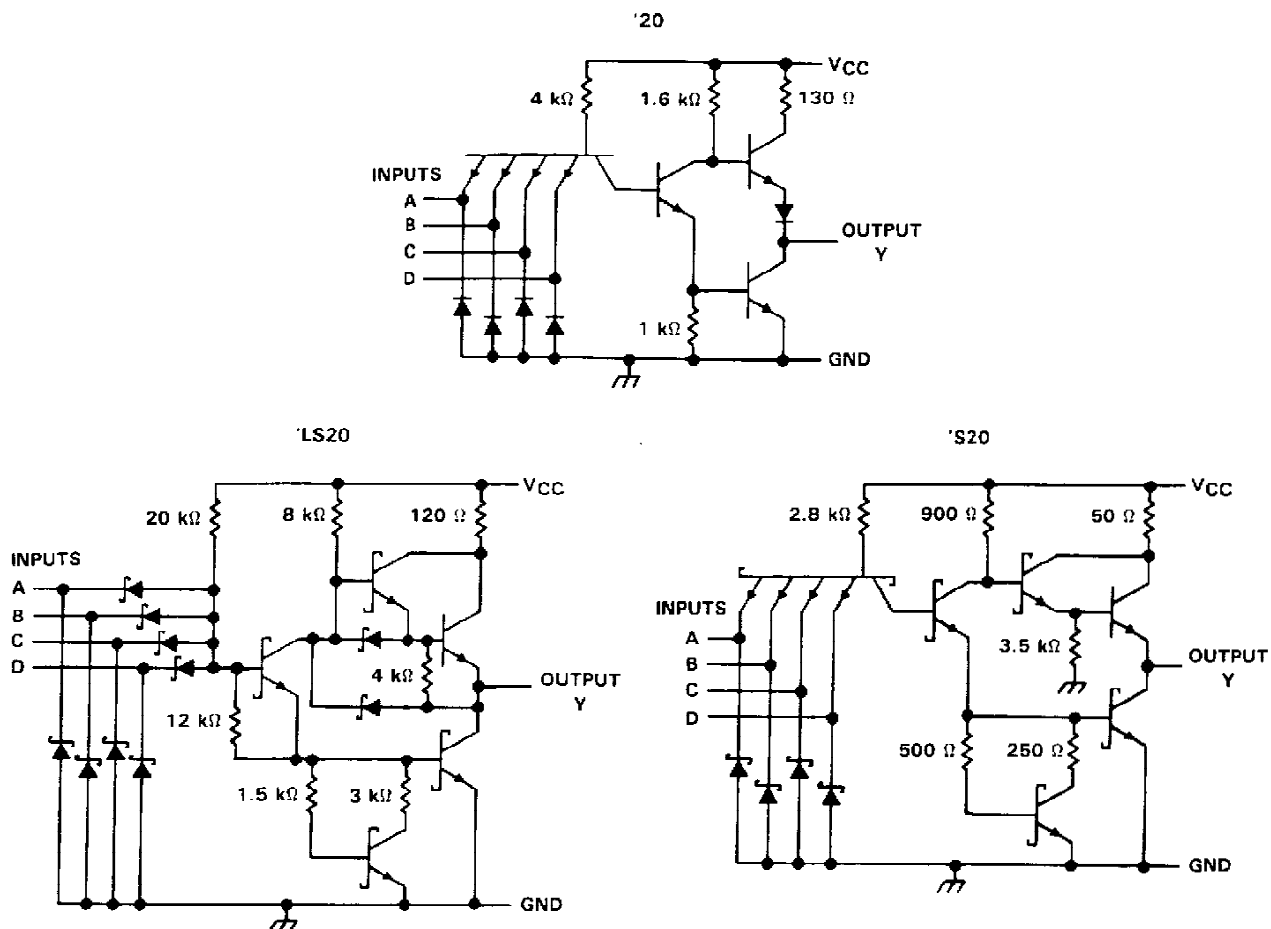 '20
VCC
4 kΩ
1.6 kΩ
130 Ω
INPUTS
A
B
C
D
OUTPUT
Y
1 kΩ
GND
'LS20
VCC
20 kΩ
8 kΩ
120 Ω
INPUTS
A
B
C
D
4 kΩ
OUTPUT
Y
12 kΩ
1.5 kΩ
3 kΩ
GND
'S20
VCC
2.8 kΩ
900 Ω
50 Ω
INPUTS
A
B
C
D
3.5 kΩ
OUTPUT
Y
500 Ω
250 Ω
GND